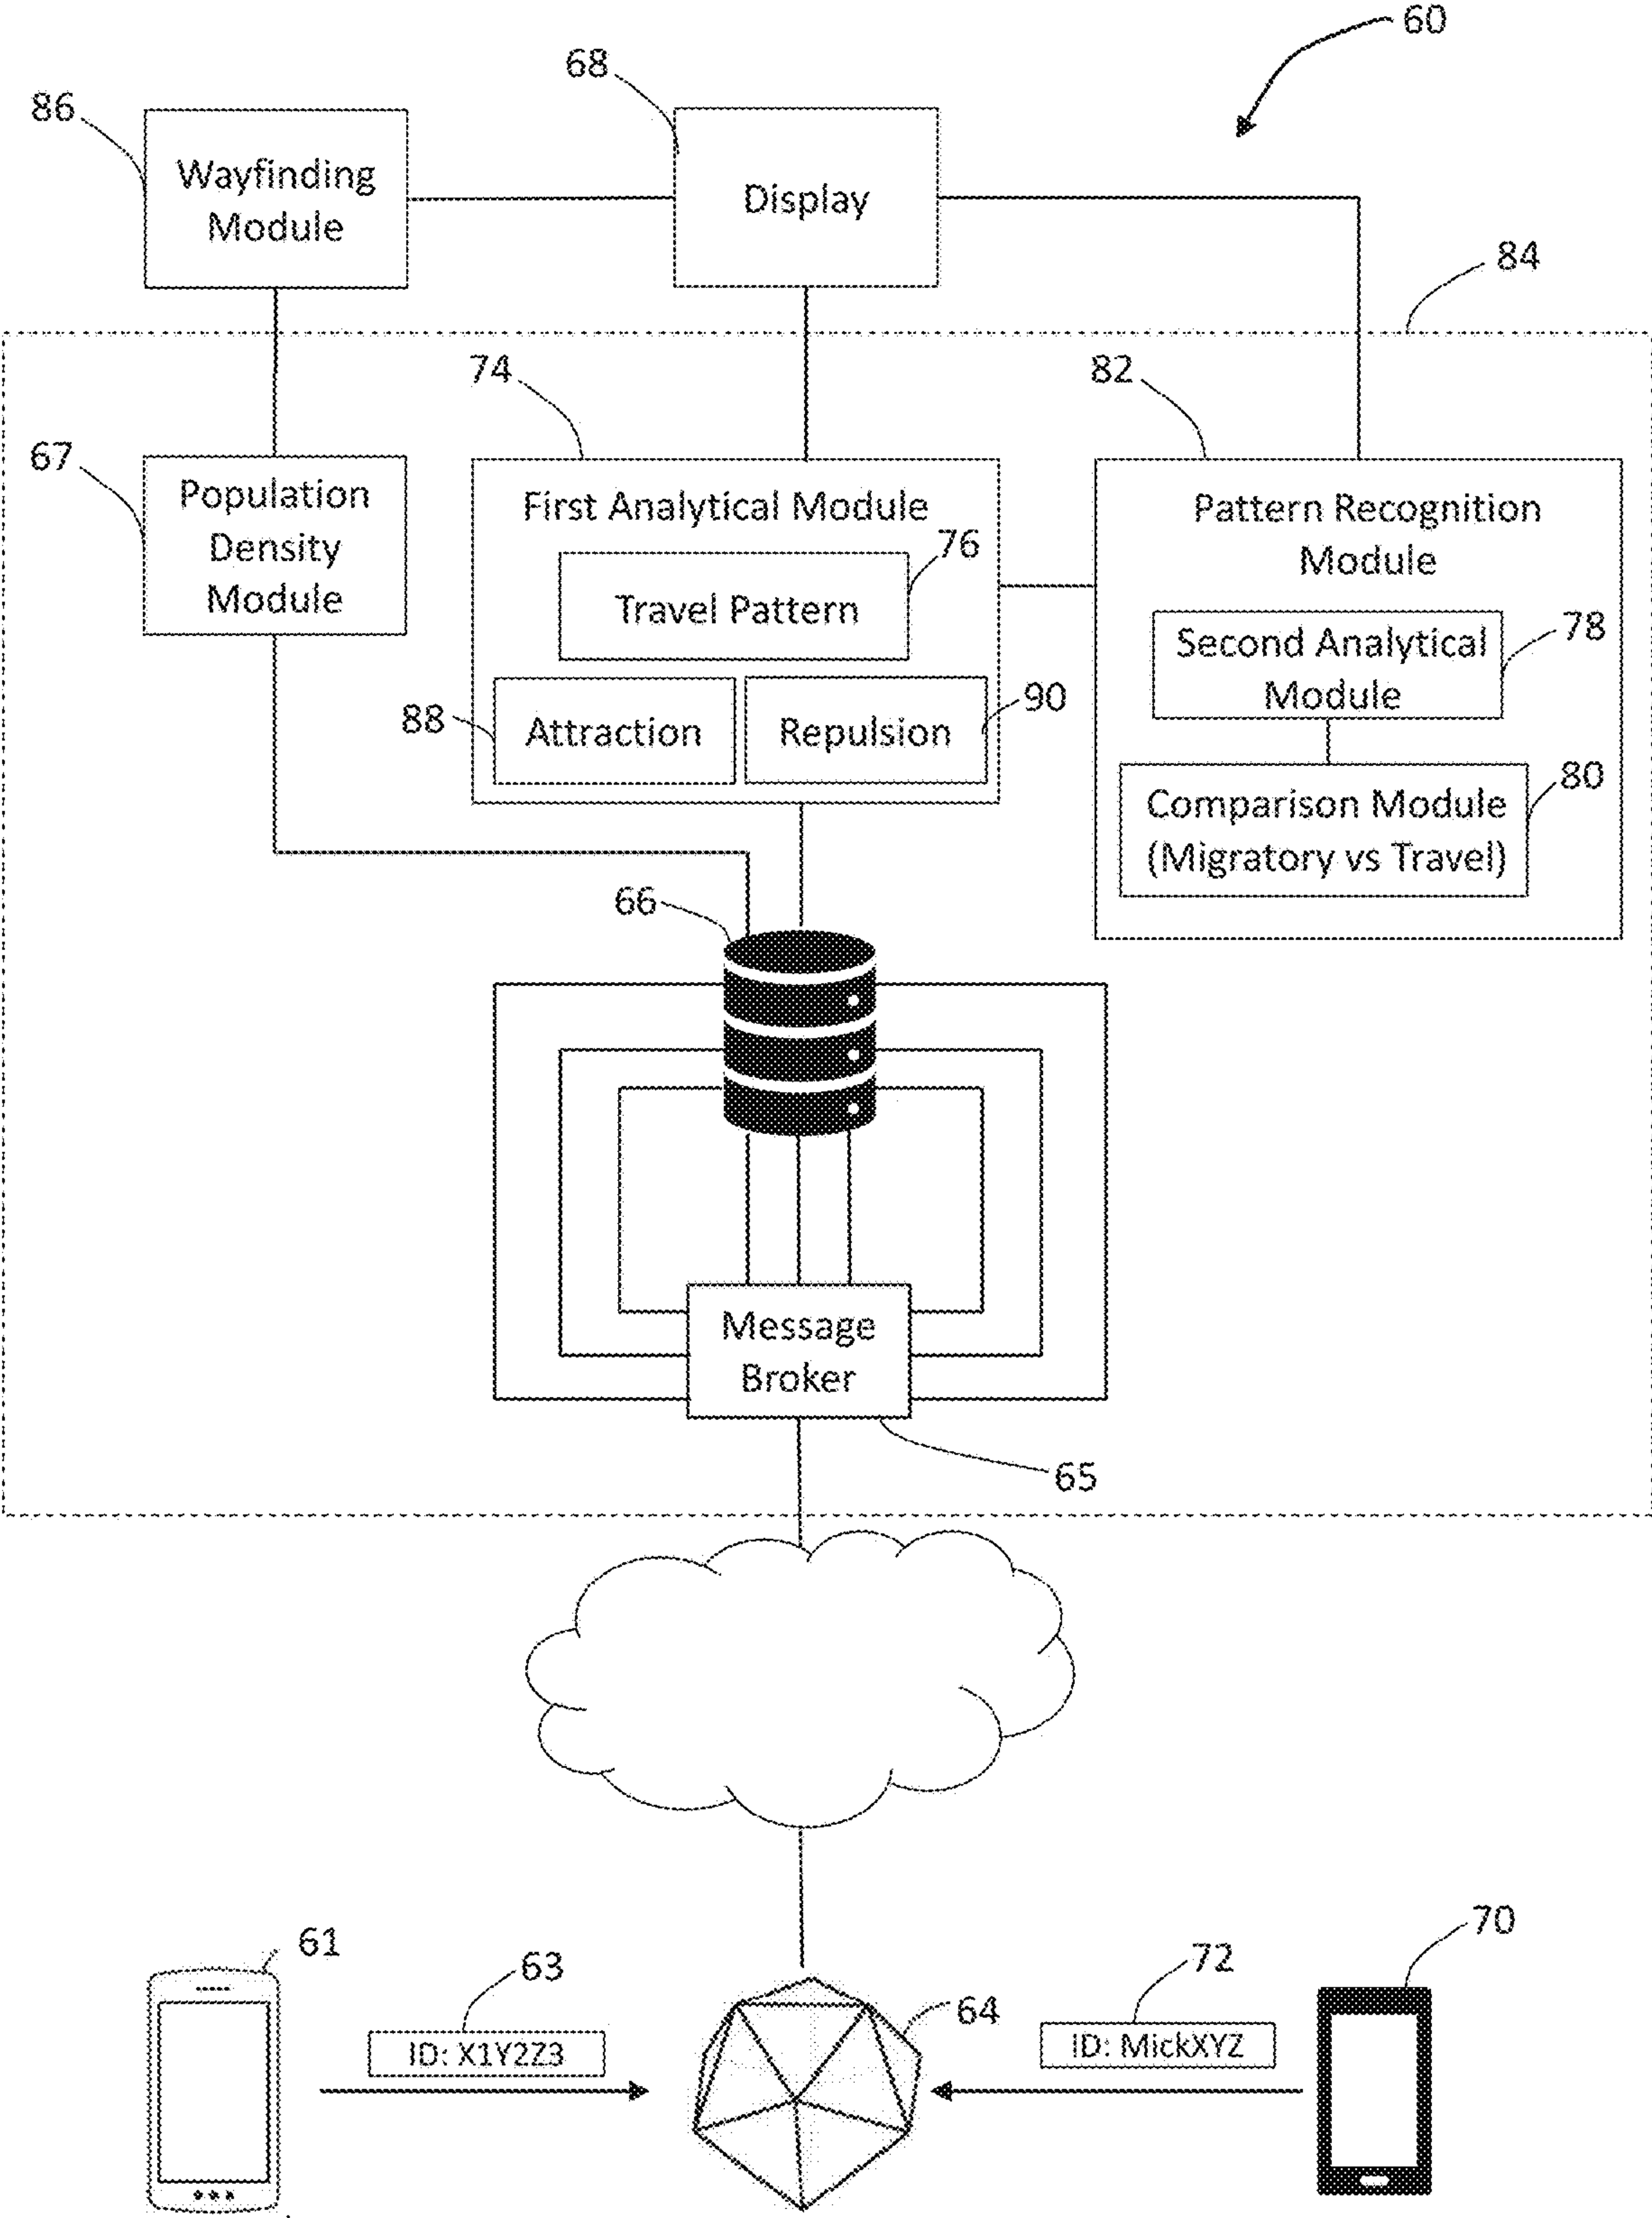 60
68
86
Wayfinding
Module
Display
84
74
82
67
Population
Density
Module
First Analytical Module
76
Travel Pattern
88
Attraction
Repulsion
90
Pattern Recognition
Module
78
Second Analytical
Module
80
Comparison Module
(Migratory vs Travel)
66
Message
Broker
65
61
63
ID: X1Y2Z3
64
72
ID: MickXYZ
70